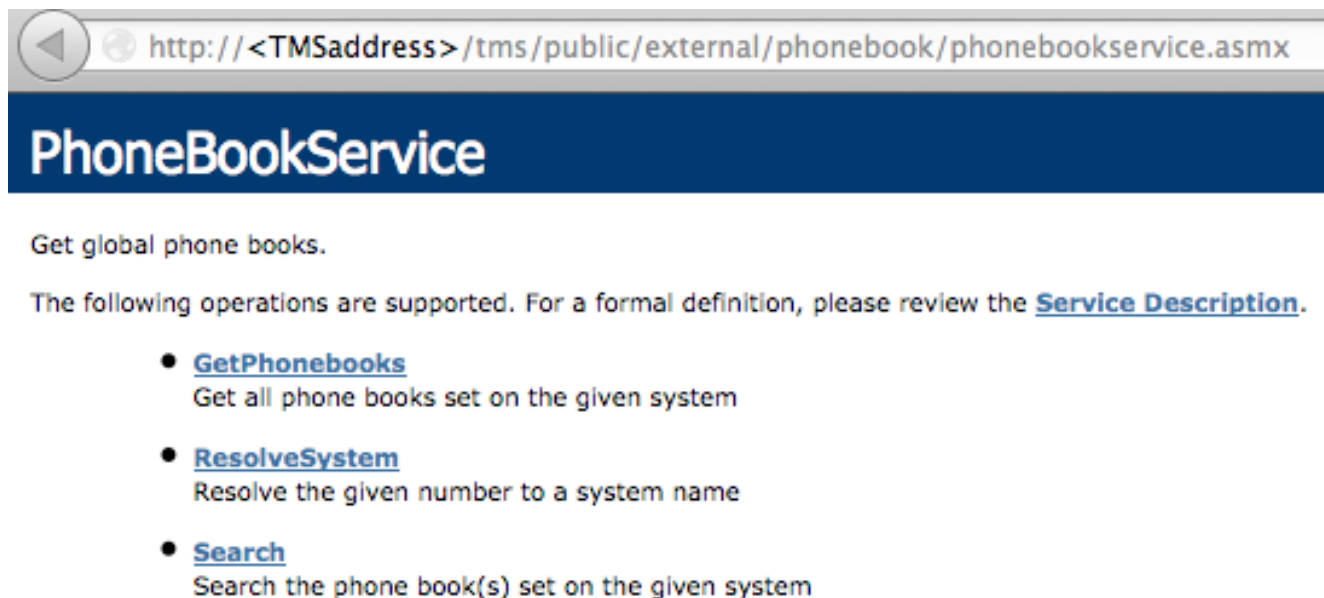 http://<TMSaddress>/tms/public/external/phonebook/phonebookservice.asmx
PhoneBookService
Get global phone books.
The following operations are supported. For a formal definition, please review the Service Description.
GetPhonebooks
Get all phone books set on the given system
ResolveSystem
Resolve the given number to a system name
Search
Search the phone book(s) set on the given system